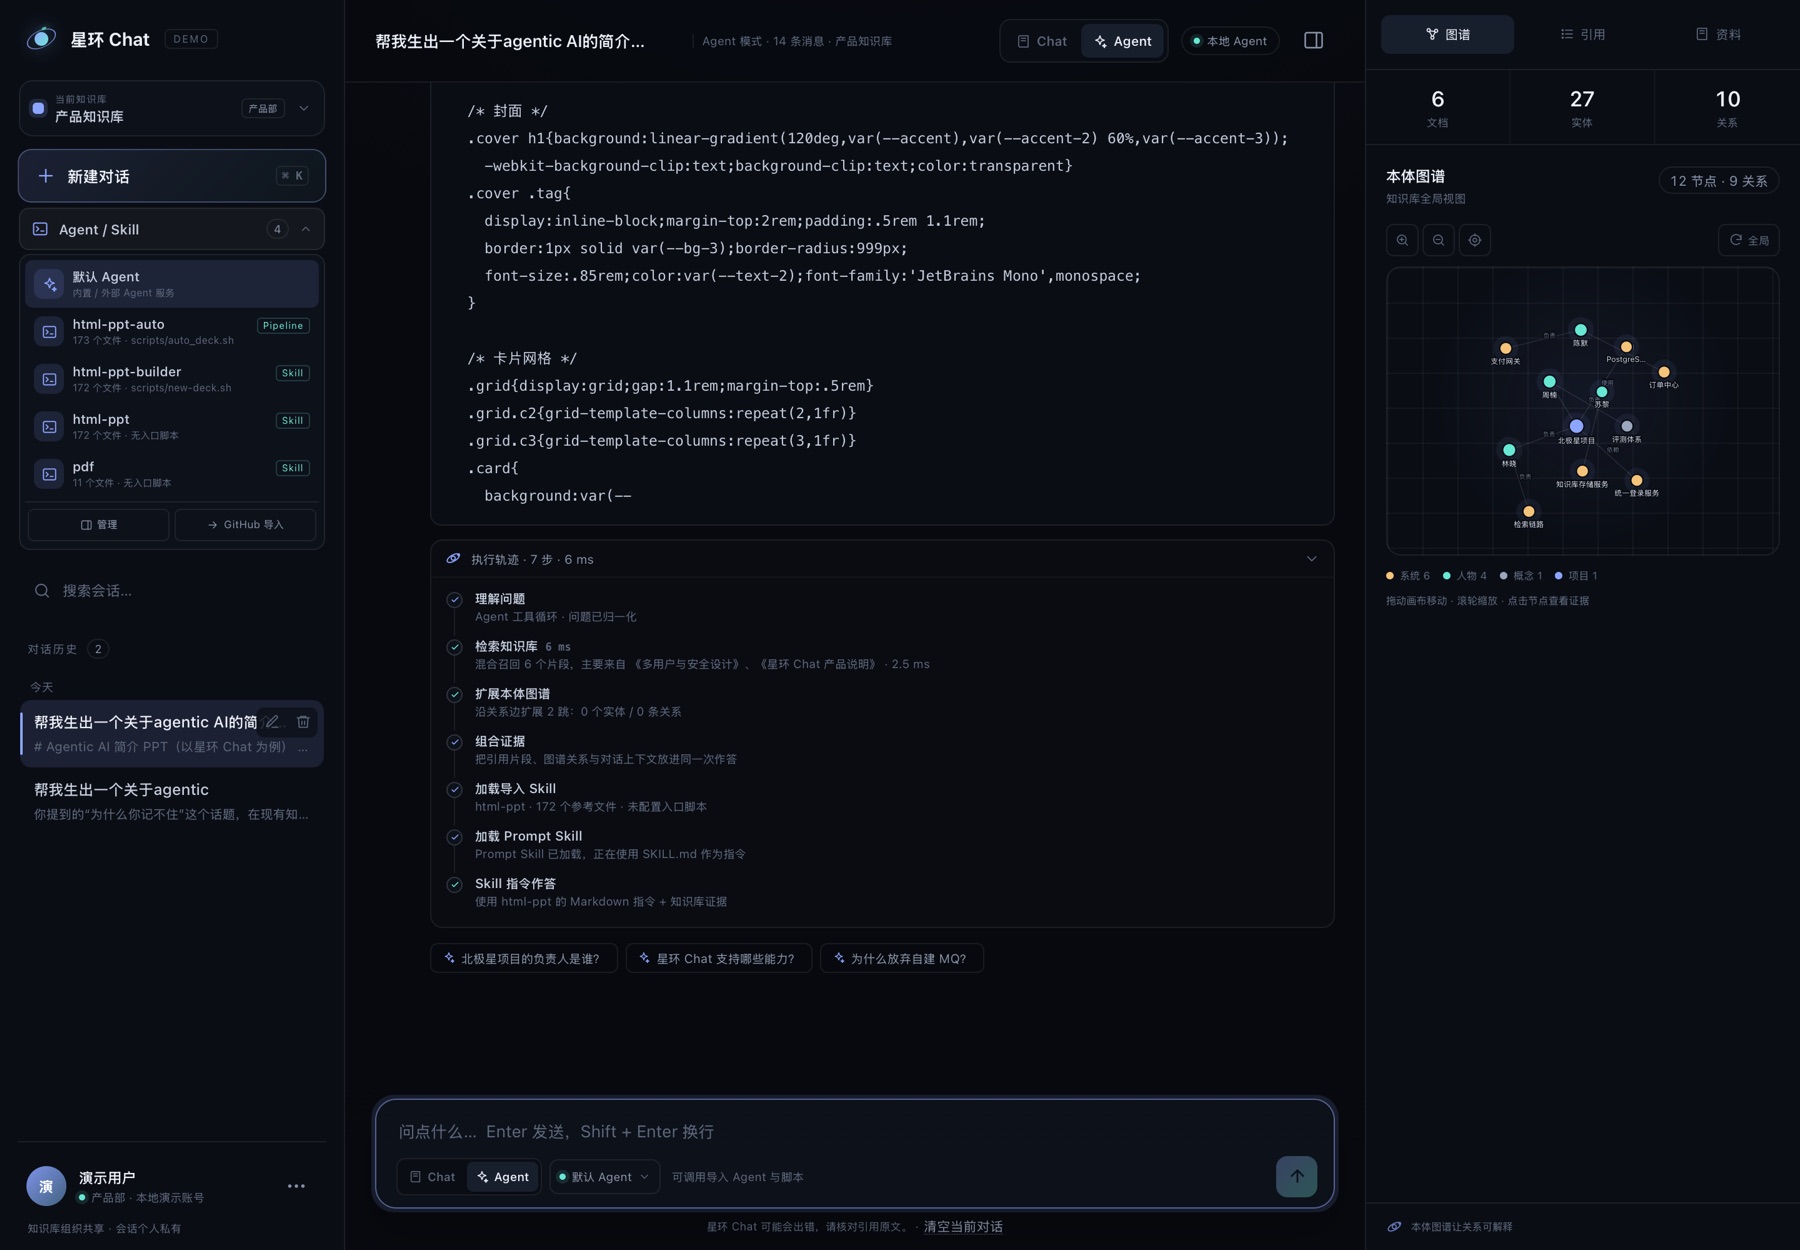 星环 Chat
DEMO
当前知识库
产品知识库
产品部
新建对话
⌘ K
Agent / Skill
4
默认 Agent
内置 / 外部 Agent 服务
html-ppt-auto
Pipeline
173 个文件 · scripts/auto_deck.sh
html-ppt-builder
Skill
172 个文件 · scripts/new-deck.sh
html-ppt
Skill
172 个文件 · 无入口脚本
pdf
Skill
11 个文件 · 无入口脚本
管理
GitHub 导入
搜索会话...
对话历史
2
今天
帮我生出一个关于agentic AI的简
# Agentic AI 简介 PPT（以星环 Chat 为例） ...
帮我生出一个关于agentic
你提到的“为什么你记不住”这个话题，在现有知...
演
演示用户
产品部 · 本地演示账号
知识库组织共享 · 会话个人私有
帮我生出一个关于agentic AI的简介...
Agent 模式 · 14 条消息 · 产品知识库
Chat
Agent
本地 Agent
/* 封面 */
.cover h1{background:linear-gradient(120deg,var(--accent),var(--accent-2) 60%,var(--accent-3));
-webkit-background-clip:text;background-clip:text;color:transparent}
.cover .tag{
display:inline-block;margin-top:2rem;padding:.5rem 1.1rem;
border:1px solid var(--bg-3);border-radius:999px;
font-size:.85rem;color:var(--text-2);font-family:'JetBrains Mono',monospace;
}
/* 卡片网格 */
.grid{display:grid;gap:1.1rem;margin-top:.5rem}
.grid.c2{grid-template-columns:repeat(2,1fr)}
.grid.c3{grid-template-columns:repeat(3,1fr)}
.card{
background:var(--
执行轨迹 · 7 步 · 6 ms
理解问题
Agent 工具循环 · 问题已归一化
检索知识库 6 ms
混合召回 6 个片段，主要来自 《多用户与安全设计》、《星环 Chat 产品说明》 · 2.5 ms
扩展本体图谱
沿关系边扩展 2 跳：0 个实体 / 0 条关系
组合证据
把引用片段、图谱关系与对话上下文放进同一次作答
加载导入 Skill
html-ppt · 172 个参考文件 · 未配置入口脚本
加载 Prompt Skill
Prompt Skill 已加载，正在使用 SKILL.md 作为指令
Skill 指令作答
使用 html-ppt 的 Markdown 指令 + 知识库证据
北极星项目的负责人是谁？
星环 Chat 支持哪些能力？
为什么放弃自建 MQ？
问点什么... Enter 发送，Shift + Enter 换行
Chat
Agent
默认 Agent
可调用导入 Agent 与脚本
星环 Chat 可能会出错，请核对引用原文。 · 清空当前对话
图谱
引用
资料
6
文档
27
实体
10
关系
本体图谱
12 节点 · 9 关系
知识库全局视图
全局
支付网关
负责
陈默
PostgreS...
订单中心
周楠
使用
苏黎
负责
北极星项目
评测体系
依赖
林晓
负责
知识库存储服务
统一登录服务
检索链路
系统 6
人物 4
概念 1
项目 1
拖动画布移动 · 滚轮缩放 · 点击节点查看证据
本体图谱让关系可解释